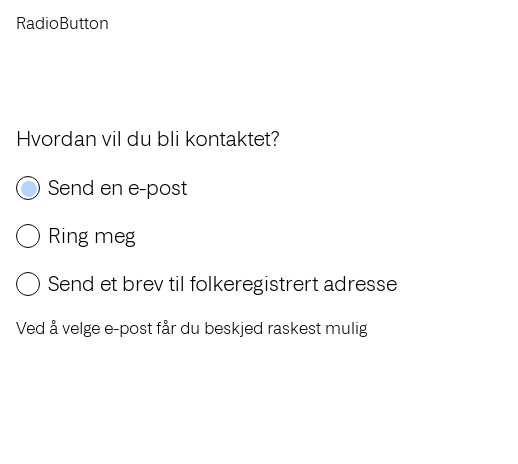 RadioButton
Hvordan vil du bli kontaktet?
Send en e-post
Ring meg
Send et brev til folkeregistrert adresse
Ved å velge e-post får du beskjed raskest mulig